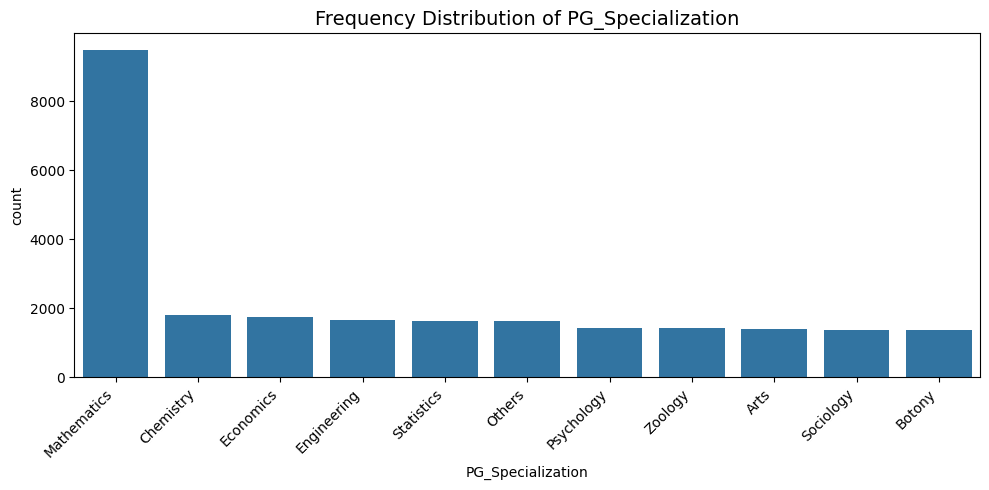 Frequency Distribution of PG_Specialization
count
8000
6000
4000
2000
0
Mathematics
Chemistry
Economics
Engineering
Statistics
Others
Psychology
Zoology
Arts
Sociology
Botony
PG_Specialization